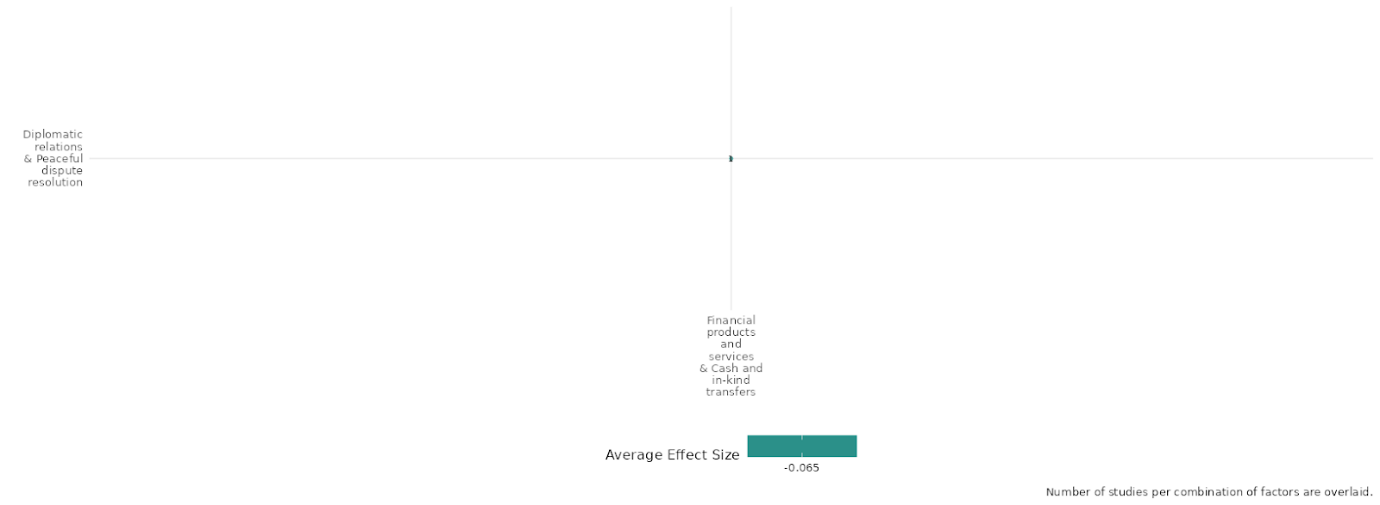 Diplomatic
relations
& Peaceful
dispute
resolution
Financial
products
and
services
& Cash and
in-kind
transfers
Average Effect Size
-0.065
Number of studies per combination of factors are overlaid.